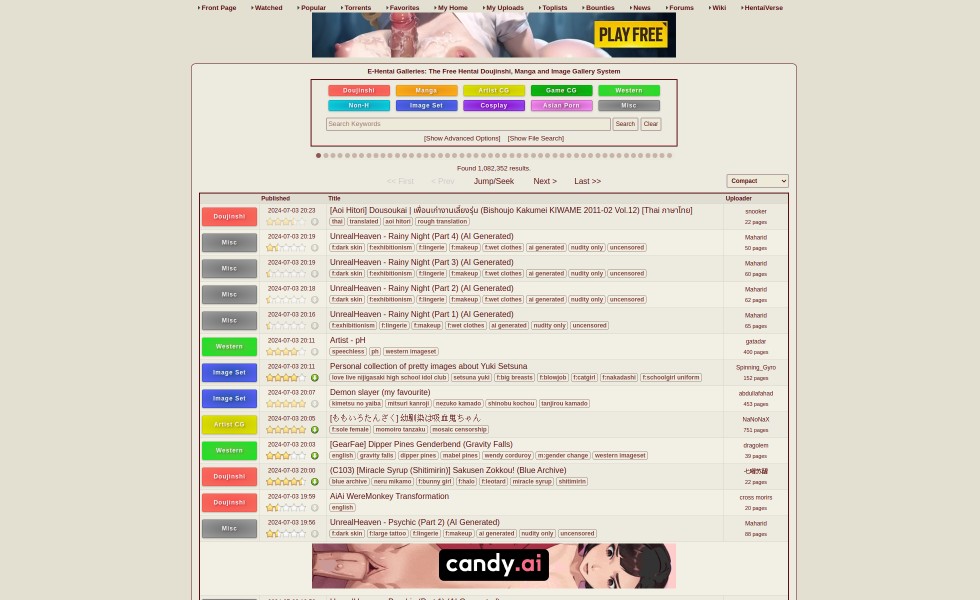 Front Page Watched Popular Torrents Favorites My Home My Uploads Toplists Bounties News Forums Wiki HentaiVerse
PLAY FREE
E-Hentai Galleries: The Free Hentai Doujinshi, Manga and Image Gallery System
Doujinshi Manga Artist CG Game CG Western
Non-H Image Set Cosplay Asian Porn Misc
Search Keywords Search Clear
[Show Advanced Options] [Show File Search]
Found 1,082,352 results.
<< First < Prev Jump/Seek Next > Last >> Compact
Published Title Uploader
Doujinshi 2024-07-03 20:23 [Aoi Hitori] Dousoukai | เพื่อนเก่างานเลี้ยงรุ่น (Bishoujo Kakumei KIWAME 2011-02 Vol.12) [Thai ภาษาไทย] snooker
thai translated aoi hitori rough translation 22 pages
Misc 2024-07-03 20:19 UnrealHeaven - Rainy Night (Part 4) (AI Generated) Maharid
f:dark skin f:exhibitionism f:lingerie f:makeup f:wet clothes ai generated nudity only uncensored 50 pages
Misc 2024-07-03 20:19 UnrealHeaven - Rainy Night (Part 3) (AI Generated) Maharid
f:dark skin f:exhibitionism f:lingerie f:makeup f:wet clothes ai generated nudity only uncensored 60 pages
Misc 2024-07-03 20:18 UnrealHeaven - Rainy Night (Part 2) (AI Generated) Maharid
f:dark skin f:exhibitionism f:lingerie f:makeup f:wet clothes ai generated nudity only uncensored 62 pages
Misc 2024-07-03 20:16 UnrealHeaven - Rainy Night (Part 1) (AI Generated) Maharid
f:exhibitionism f:lingerie f:makeup f:wet clothes ai generated nudity only uncensored 65 pages
Western 2024-07-03 20:11 Artist - pH gatadar
speechless ph western imageset 400 pages
Image Set 2024-07-03 20:11 Personal collection of pretty images about Yuki Setsuna Spinning_Gyro
love live nijigasaki high school idol club setsuna yuki f:big breasts f:blowjob f:catgirl f:nakadashi f:schoolgirl uniform 152 pages
Image Set 2024-07-03 20:07 Demon slayer (my favourite) abdullafahad
kimetsu no yaiba mitsuri kanroji nezuko kamado shinobu kochou tanjirou kamado 453 pages
Artist CG 2024-07-03 20:05 [ももいろたんざく] 幼馴染は吸血鬼ちゃん NaNoNaX
f:sole female momoiro tanzaku mosaic censorship 751 pages
Western 2024-07-03 20:03 [GearFae] Dipper Pines Genderbend (Gravity Falls) dragolem
english gravity falls dipper pines mabel pines wendy corduroy m:gender change western imageset 39 pages
Doujinshi 2024-07-03 20:00 (C103) [Miracle Syrup (Shitimirin)] Sakusen Zokkou! (Blue Archive)
blue archive neru mikamo f:bunny girl f:halo f:leotard miracle syrup shitimirin 22 pages
Doujinshi 2024-07-03 19:59 AiAi WereMonkey Transformation cross morirs
english 20 pages
Misc 2024-07-03 19:56 UnrealHeaven - Psychic (Part 2) (AI Generated) Maharid
f:dark skin f:large tattoo f:lingerie f:makeup ai generated nudity only uncensored 88 pages
candy.ai